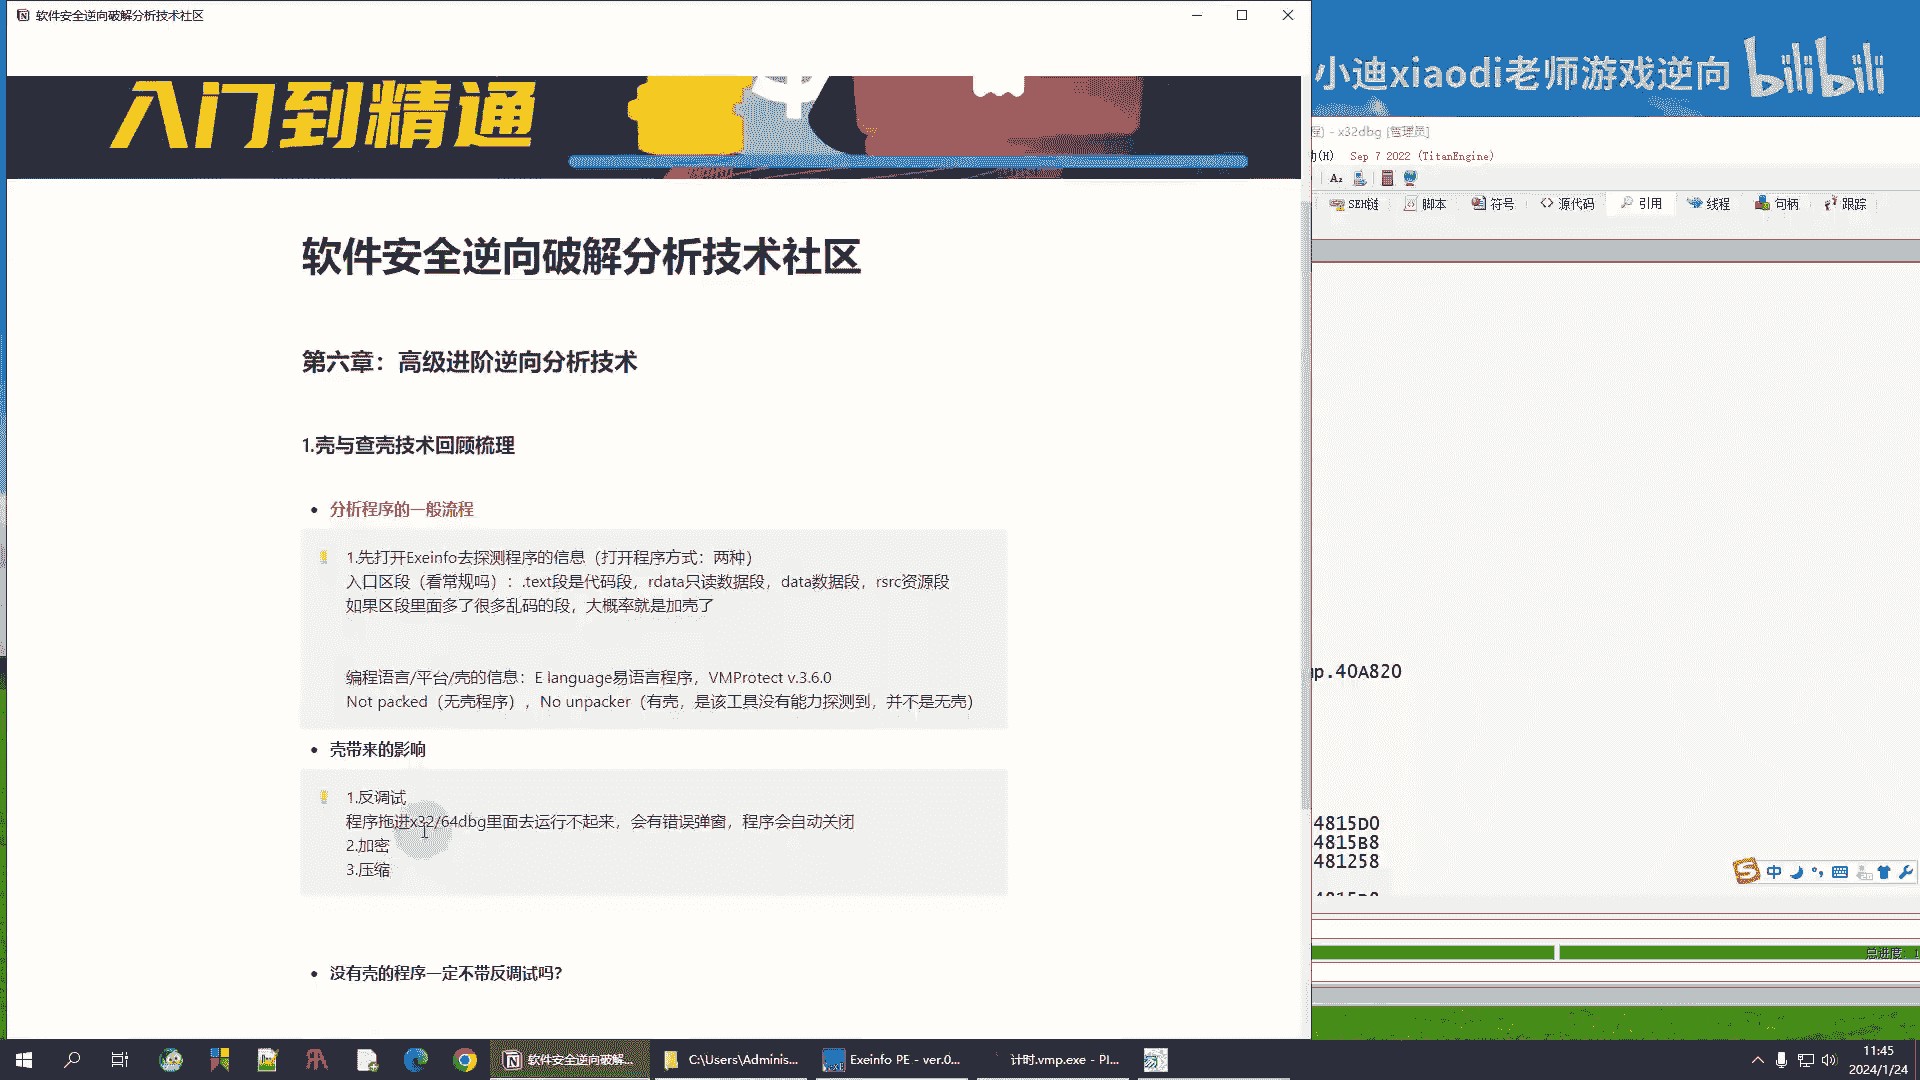 软件安全逆向破解分析技术社区
入门到精通
小迪xiaodi老师游戏逆向 bilibili
软件安全逆向破解分析技术社区
第六章：高级进阶逆向分析技术
1.壳与查壳技术回顾梳理
分析程序的一般流程
1.先打开Exeinfo去探测程序的信息（打开程序方式：两种）
入口区段（看常规吗）：.text段是代码段，rdata只读数据段，data数据段，rsrc资源段
如果区段里面多了很多乱码的段，大概率就是加壳了
编程语言/平台/壳的信息：E language易语言程序，VMProtect v.3.6.0
Not packed（无壳程序），No unpacker（有壳，是该工具没有能力探测到，并不是无壳）
壳带来的影响
1.反调试
程序拖进x32/64dbg里面去运行不起来，会有错误弹窗，程序会自动关闭
2.加密
3.压缩
没有壳的程序一定不带反调试吗？
程) - x32dbg [管理员]
(H) Sep 7 2022 (TitanEngine)
SEH链 脚本 符号 源代码 引用 线程 句柄 跟踪
p.40A820
4815D0
4815B8
481258
中
总进度:
软件安全逆向破解...
C:\Users\Adminis...
Exeinfo PE - ver.0...
计时.vmp.exe - PI...
11:45
2024/1/24